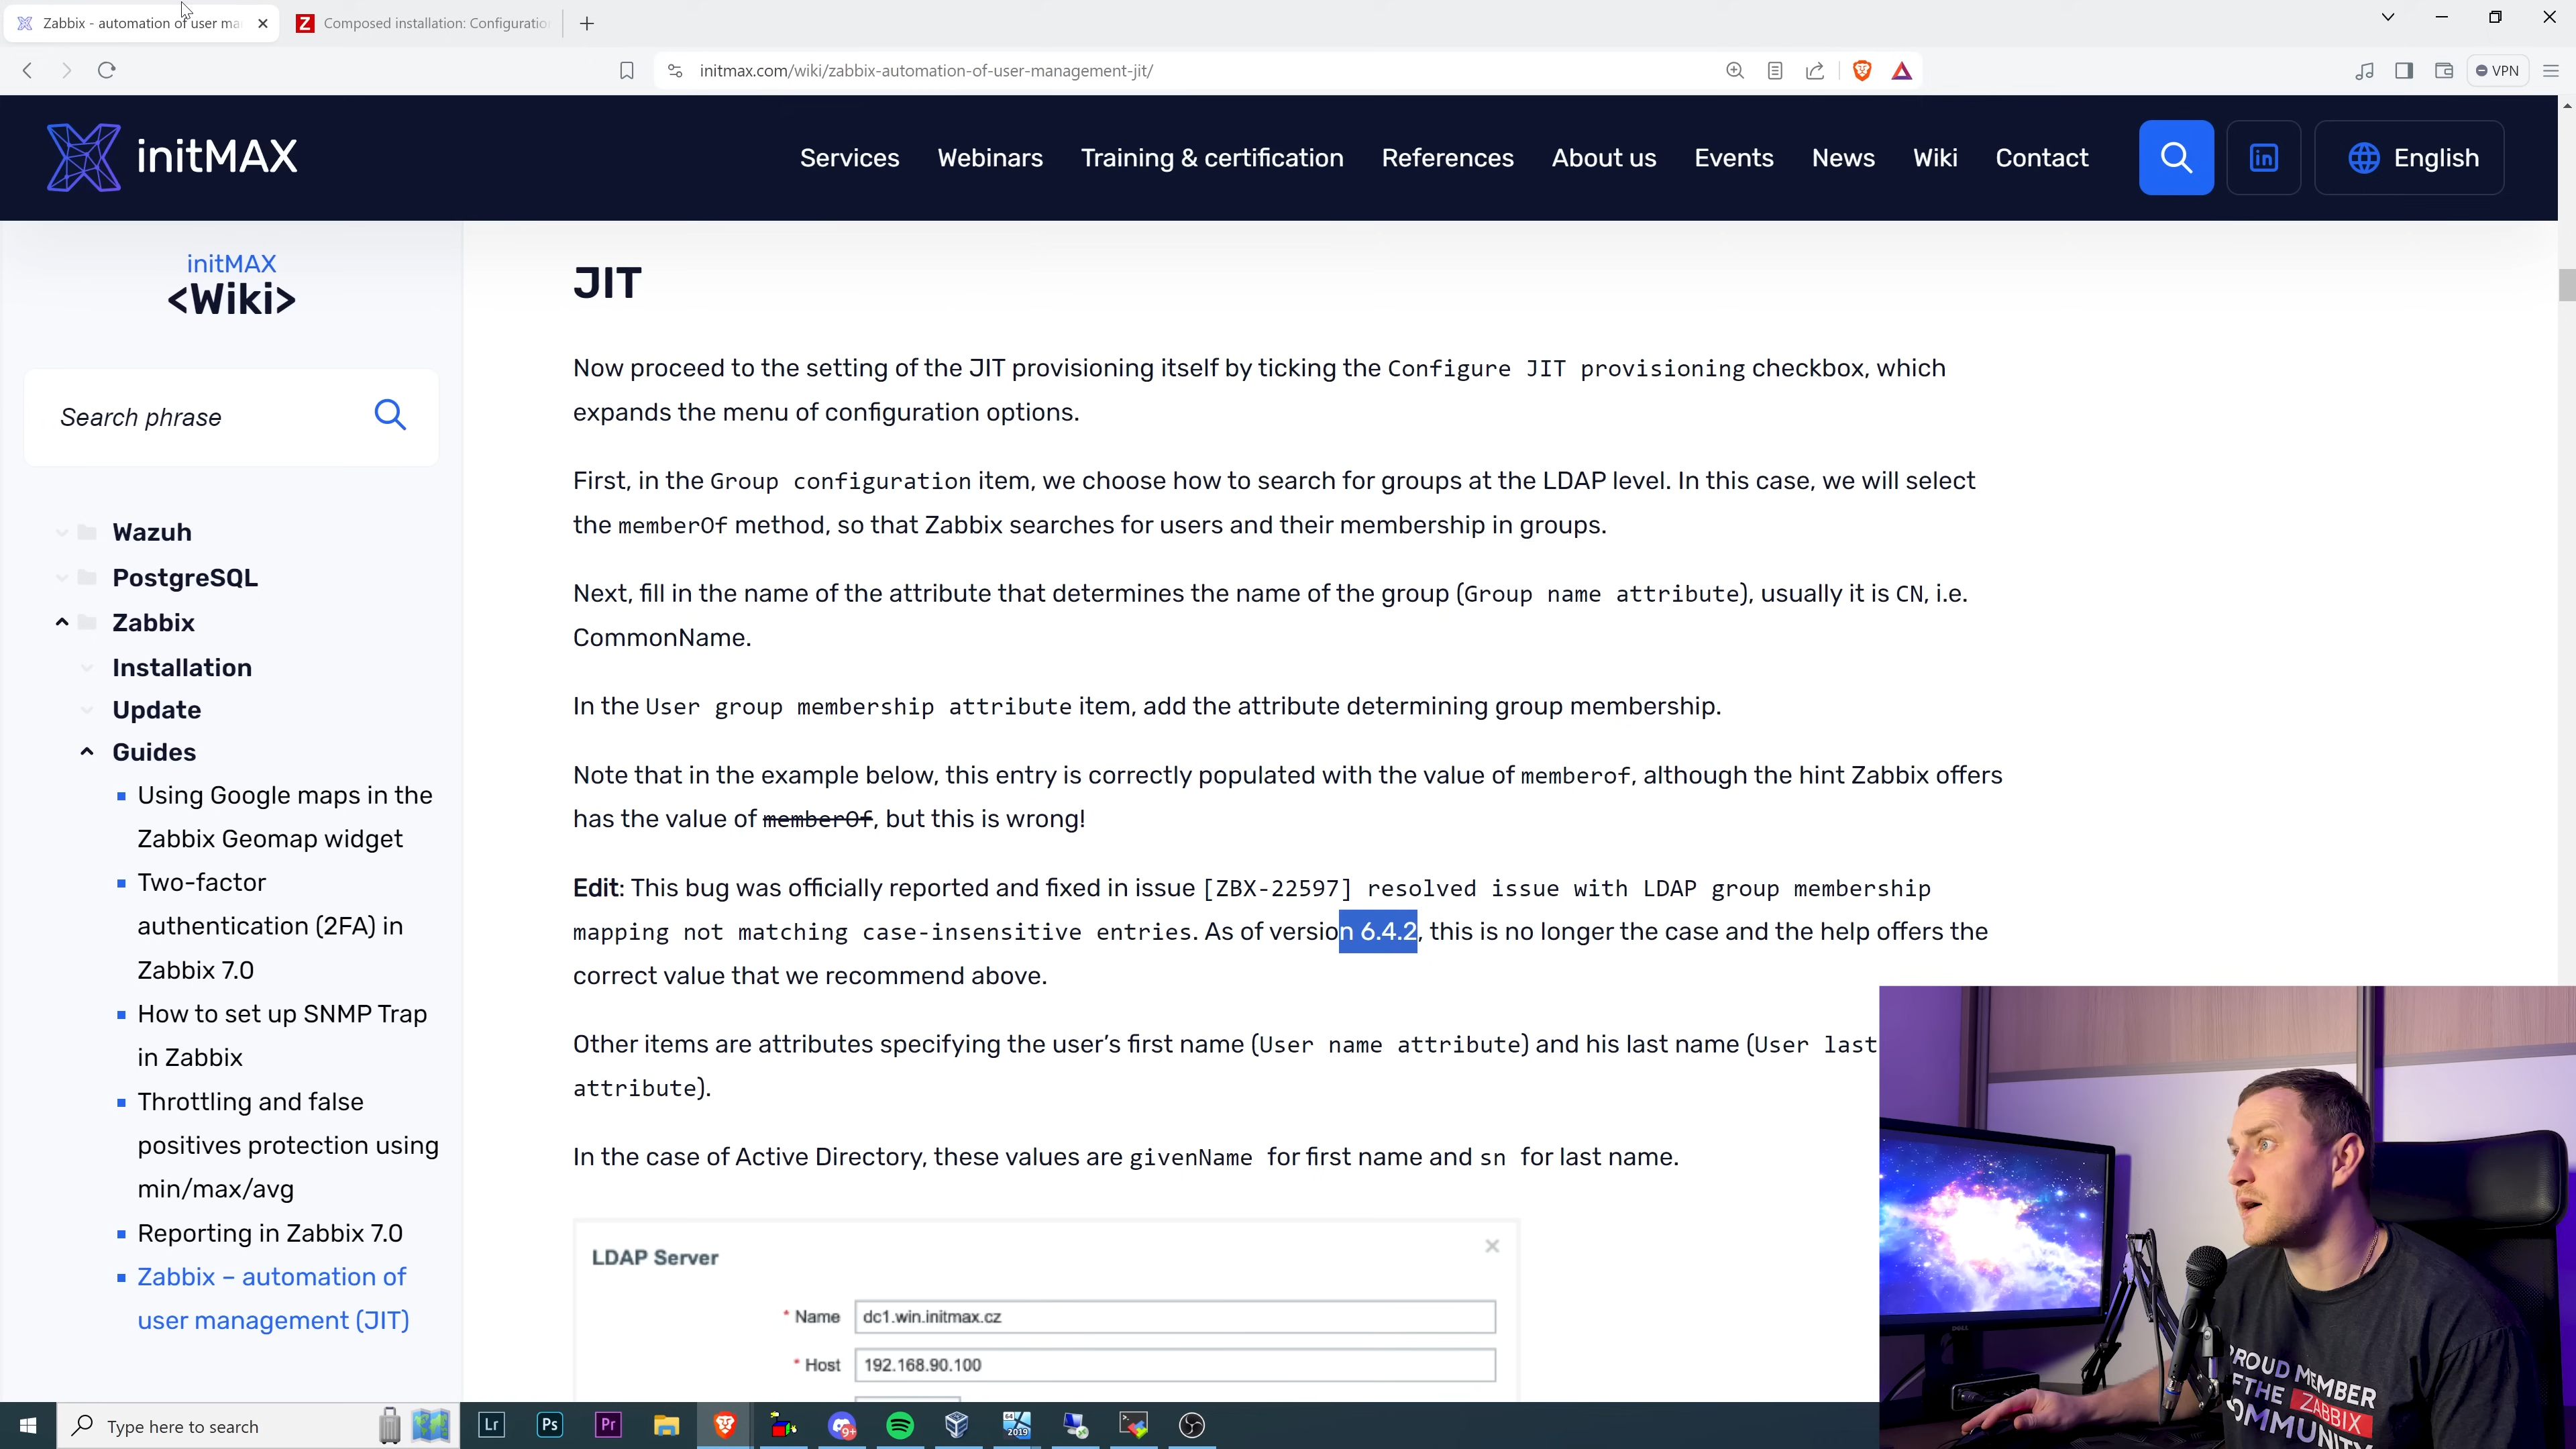 Zabbix - automation of user ma
Composed installation: Configuratio
initmax.com/wiki/zabbix-automation-of-user-management-jit/
VPN
initMAX
Services
Webinars
Training & certification
References
About us
Events
News
Wiki
Contact
in
English
initMAX
<Wiki>
Search phrase
Wazuh
PostgreSQL
Zabbix
Installation
Update
Guides
Using Google maps in the
Zabbix Geomap widget
Two-factor
authentication (2FA) in
Zabbix 7.0
How to set up SNMP Trap
in Zabbix
Throttling and false
positives protection using
min/max/avg
Reporting in Zabbix 7.0
Zabbix – automation of
user management (JIT)
JIT
Now proceed to the setting of the JIT provisioning itself by ticking the Configure JIT provisioning checkbox, which
expands the menu of configuration options.
First, in the Group configuration item, we choose how to search for groups at the LDAP level. In this case, we will select
the memberOf method, so that Zabbix searches for users and their membership in groups.
Next, fill in the name of the attribute that determines the name of the group (Group name attribute), usually it is CN, i.e.
CommonName.
In the User group membership attribute item, add the attribute determining group membership.
Note that in the example below, this entry is correctly populated with the value of memberof, although the hint Zabbix offers
has the value of memberOf, but this is wrong!
Edit: This bug was officially reported and fixed in issue [ZBX-22597] resolved issue with LDAP group membership
mapping not matching case-insensitive entries. As of version 6.4.2, this is no longer the case and the help offers the
correct value that we recommend above.
Other items are attributes specifying the user's first name (User name attribute) and his last name (User last
attribute).
In the case of Active Directory, these values are givenName for first name and sn for last name.
LDAP Server
* Name dc1.win.initmax.cz
* Host 192.168.90.100
PROUD MEMBER
OF THE ZABBIX
COMMUNITY
DELL
Type here to search
Lr
Ps
Pr
9+
64
2019